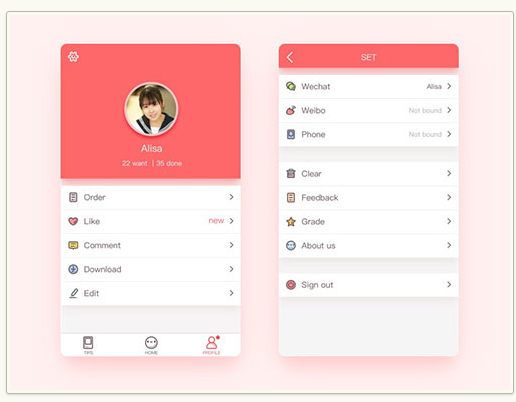 Alisa
22 want | 35 done
Order
Like new
Comment
Download
Edit
TIPS HOME PROFILE
SET
Wechat Alisa
Weibo Not bound
Phone Not bound
Clear
Feedback
Grade
About us
Sign out